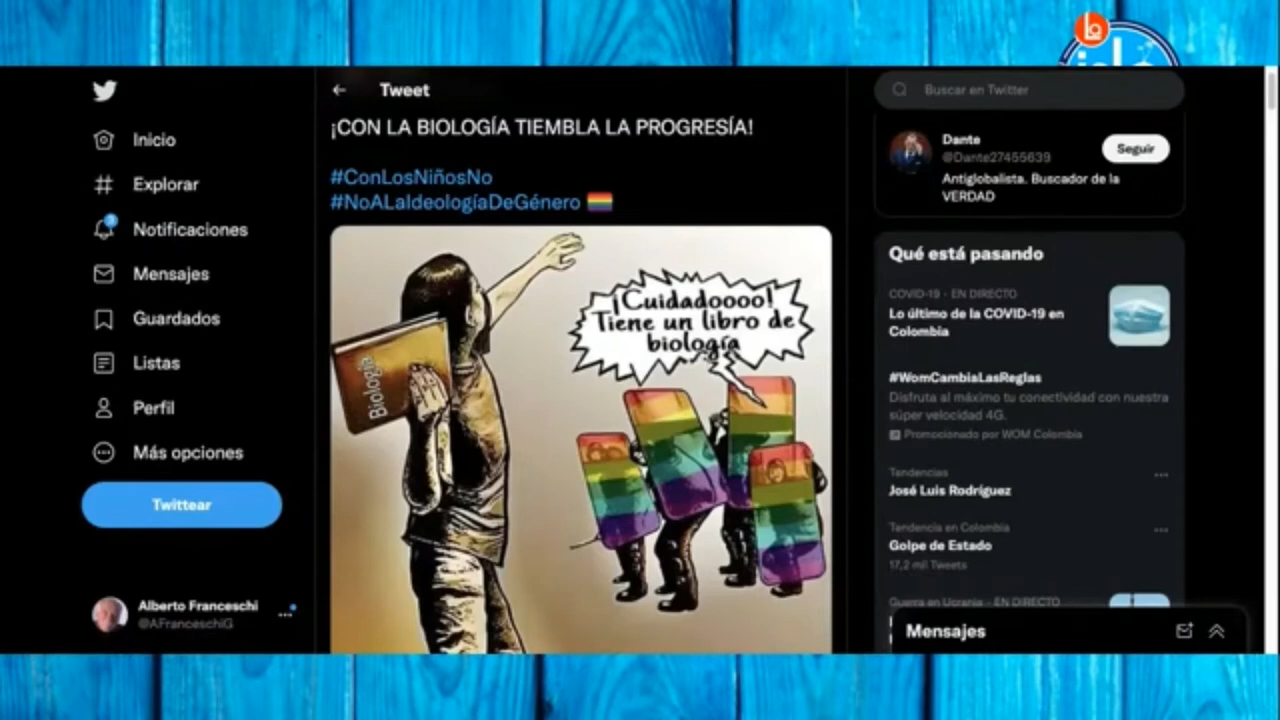 Inicio
Explorar
3
Notificaciones
Mensajes
Guardados
Listas
Perfil
Más opciones
Twittear
Alberto Franceschi
@AFranceschiG
Tweet
¡CON LA BIOLOGÍA TIEMBLA LA PROGRESÍA!
#ConLosNiñosNo
#NoALaIdeologíaDeGénero
Biología
¡Cuidadoooo!
Tiene un libro de
biología
Buscar en Twitter
Dante
@Dante27455639
Seguir
Antiglobalista. Buscador de la
VERDAD
Qué está pasando
COVID-19 · EN DIRECTO
Lo último de la COVID-19 en
Colombia
#WomCambiaLasReglas
Disfruta al máximo tu conectividad con nuestra
súper velocidad 4G.
Promocionado por WOM Colombia
Tendencias
José Luis Rodríguez
Tendencia en Colombia
Golpe de Estado
17,2 mil Tweets
Guerra en Ucrania · EN DIRECTO
Mensajes